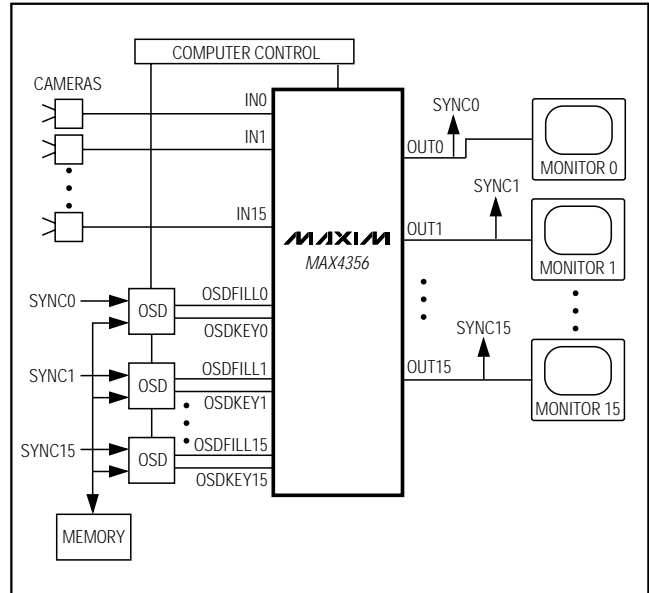 COMPUTER CONTROL
CAMERAS
IN0
IN1
IN15
MAXIM
MAX4356
SYNC0
OUT0
MONITOR 0
SYNC1
OUT1
MONITOR 1
SYNC15
OUT15
MONITOR 15
SYNC0
OSD
OSDFILL0
OSDKEY0
SYNC1
OSD
OSDFILL1
OSDKEY1
SYNC15
OSD
OSDFILL15
OSDKEY15
MEMORY